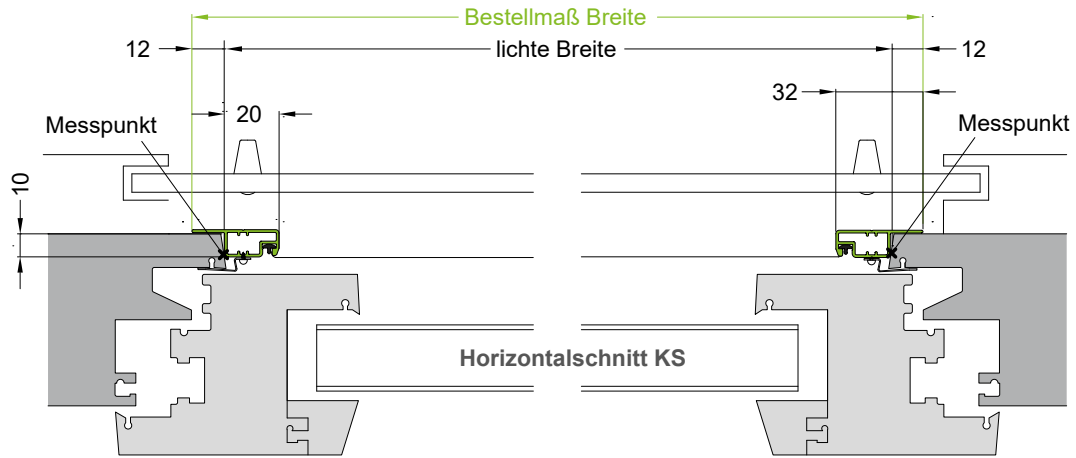 Bestellmaß Breite
12
lichte Breite
12
20
32
Messpunkt
Messpunkt
10
Horizontalschnitt KS